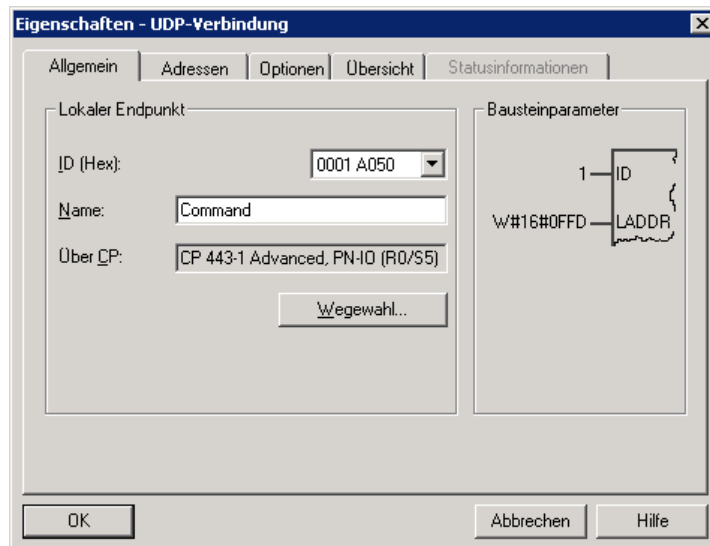 Eigenschaften - UDP-Verbindung
Allgemein Adressen Optionen Übersicht Statusinformationen
Lokaler Endpunkt
ID (Hex): 0001 A050
Name: Command
Über CP: CP 443-1 Advanced, PN-IO (R0/S5)
Wegewahl...
Bausteinparameter
1 ID
W#16#0FFD LADDR
OK Abbrechen Hilfe